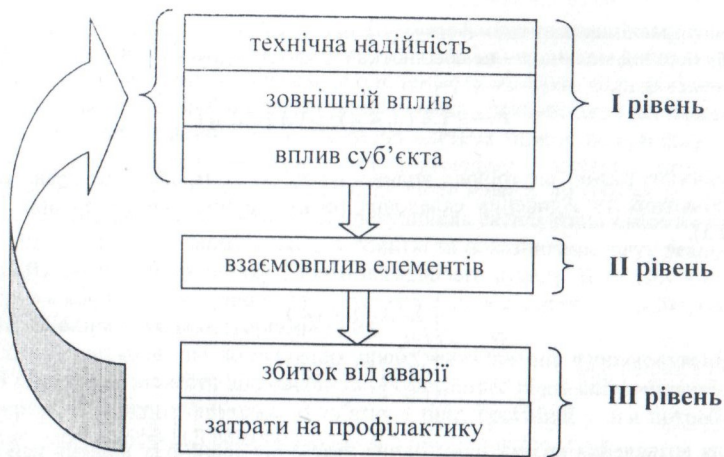 технічна надійність
зовнішній вплив
І рівень
вплив суб’єкта
взаємовплив елементів
ІІ рівень
збиток від аварії
ІІІ рівень
затрати на профілактику